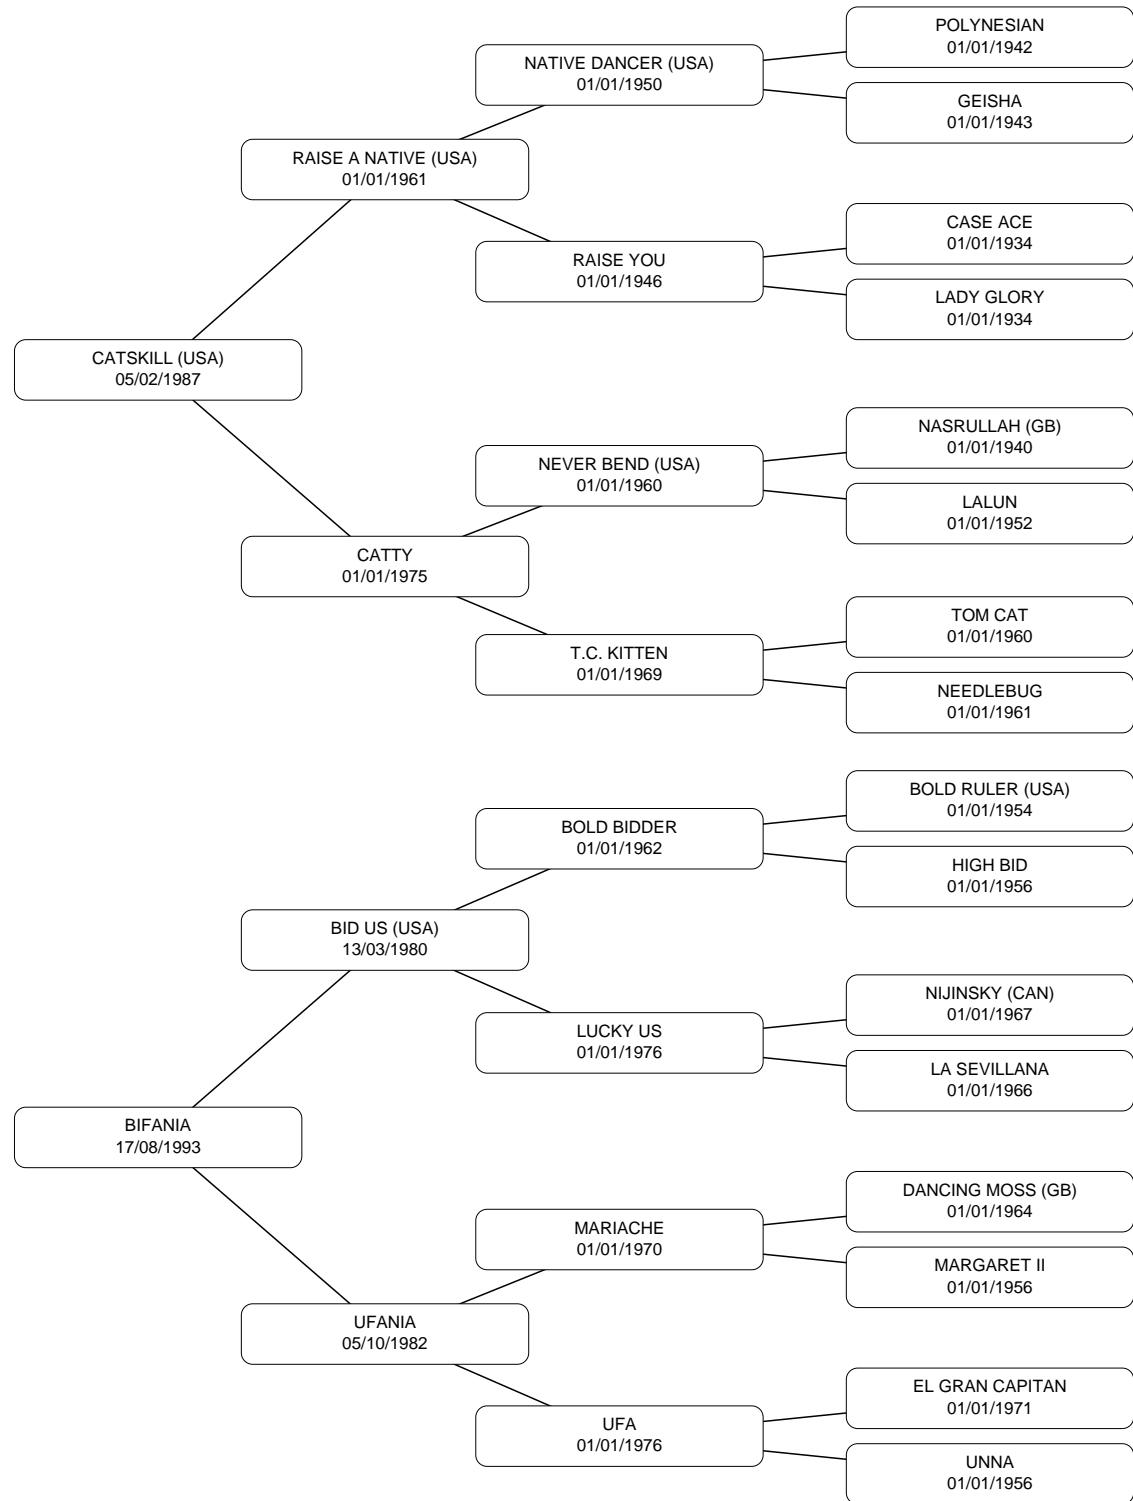 POLYNESIAN
01/01/1942
NATIVE DANCER (USA)
01/01/1950
GEISHA
01/01/1943
RAISE A NATIVE (USA)
01/01/1961
CASE ACE
01/01/1934
RAISE YOU
01/01/1946
LADY GLORY
01/01/1934
CATSKILL (USA)
05/02/1987
NASRULLAH (GB)
01/01/1940
NEVER BEND (USA)
01/01/1960
LALUN
01/01/1952
CATTY
01/01/1975
TOM CAT
01/01/1960
T.C. KITTEN
01/01/1969
NEEDLEBUG
01/01/1961
BOLD RULER (USA)
01/01/1954
BOLD BIDDER
01/01/1962
HIGH BID
01/01/1956
BID US (USA)
13/03/1980
NIJINSKY (CAN)
01/01/1967
LUCKY US
01/01/1976
LA SEVILLANA
01/01/1966
BIFANIA
17/08/1993
DANCING MOSS (GB)
01/01/1964
MARIACHE
01/01/1970
MARGARET II
01/01/1956
UFANIA
05/10/1982
EL GRAN CAPITAN
01/01/1971
UFA
01/01/1976
UNNA
01/01/1956